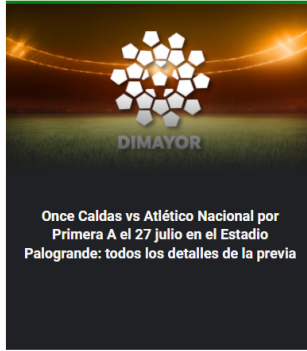 DIMAYOR
Once Caldas vs Atlético Nacional por
Primera A el 27 julio en el Estadio
Palogrande: todos los detalles de la previa